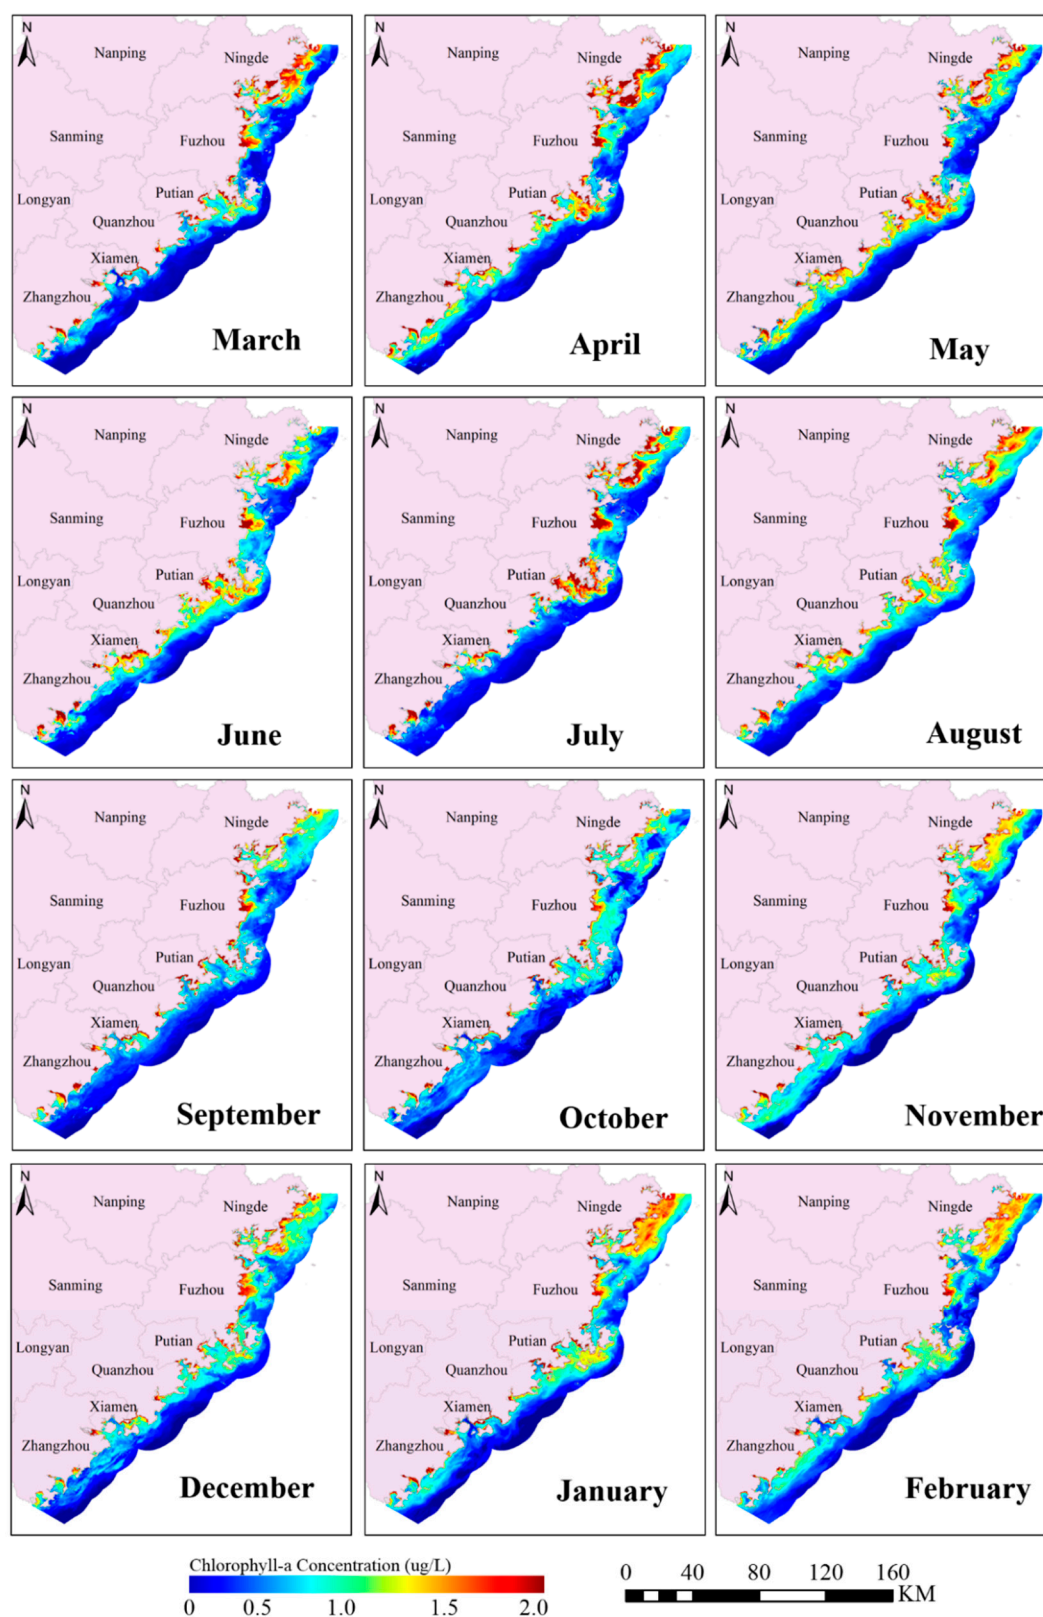 N
Nanping
Ningde
Sanming
Fuzhou
Longyan
Putian
Quanzhou
Xiamen
Zhangzhou
March
N
Nanping
Ningde
Sanming
Fuzhou
Longyan
Putian
Quanzhou
Xiamen
Zhangzhou
April
N
Nanping
Ningde
Sanming
Fuzhou
Longyan
Putian
Quanzhou
Xiamen
Zhangzhou
May
N
Nanping
Ningde
Sanming
Fuzhou
Longyan
Putian
Quanzhou
Xiamen
Zhangzhou
June
N
Nanping
Ningde
Sanming
Fuzhou
Longyan
Putian
Quanzhou
Xiamen
Zhangzhou
July
N
Nanping
Ningde
Sanming
Fuzhou
Longyan
Putian
Quanzhou
Xiamen
Zhangzhou
August
N
Nanping
Ningde
Sanming
Fuzhou
Longyan
Putian
Quanzhou
Xiamen
Zhangzhou
September
N
Nanping
Ningde
Sanming
Fuzhou
Longyan
Putian
Quanzhou
Xiamen
Zhangzhou
October
N
Nanping
Ningde
Sanming
Fuzhou
Longyan
Putian
Quanzhou
Xiamen
Zhangzhou
November
N
Nanping
Ningde
Sanming
Fuzhou
Longyan
Putian
Quanzhou
Xiamen
Zhangzhou
December
N
Nanping
Ningde
Sanming
Fuzhou
Longyan
Putian
Quanzhou
Xiamen
Zhangzhou
January
N
Nanping
Ningde
Sanming
Fuzhou
Longyan
Putian
Quanzhou
Xiamen
Zhangzhou
February
Chlorophyll-a Concentration (ug/L)
0 0.5 1.0 1.5 2.0
0 40 80 120 160
KM